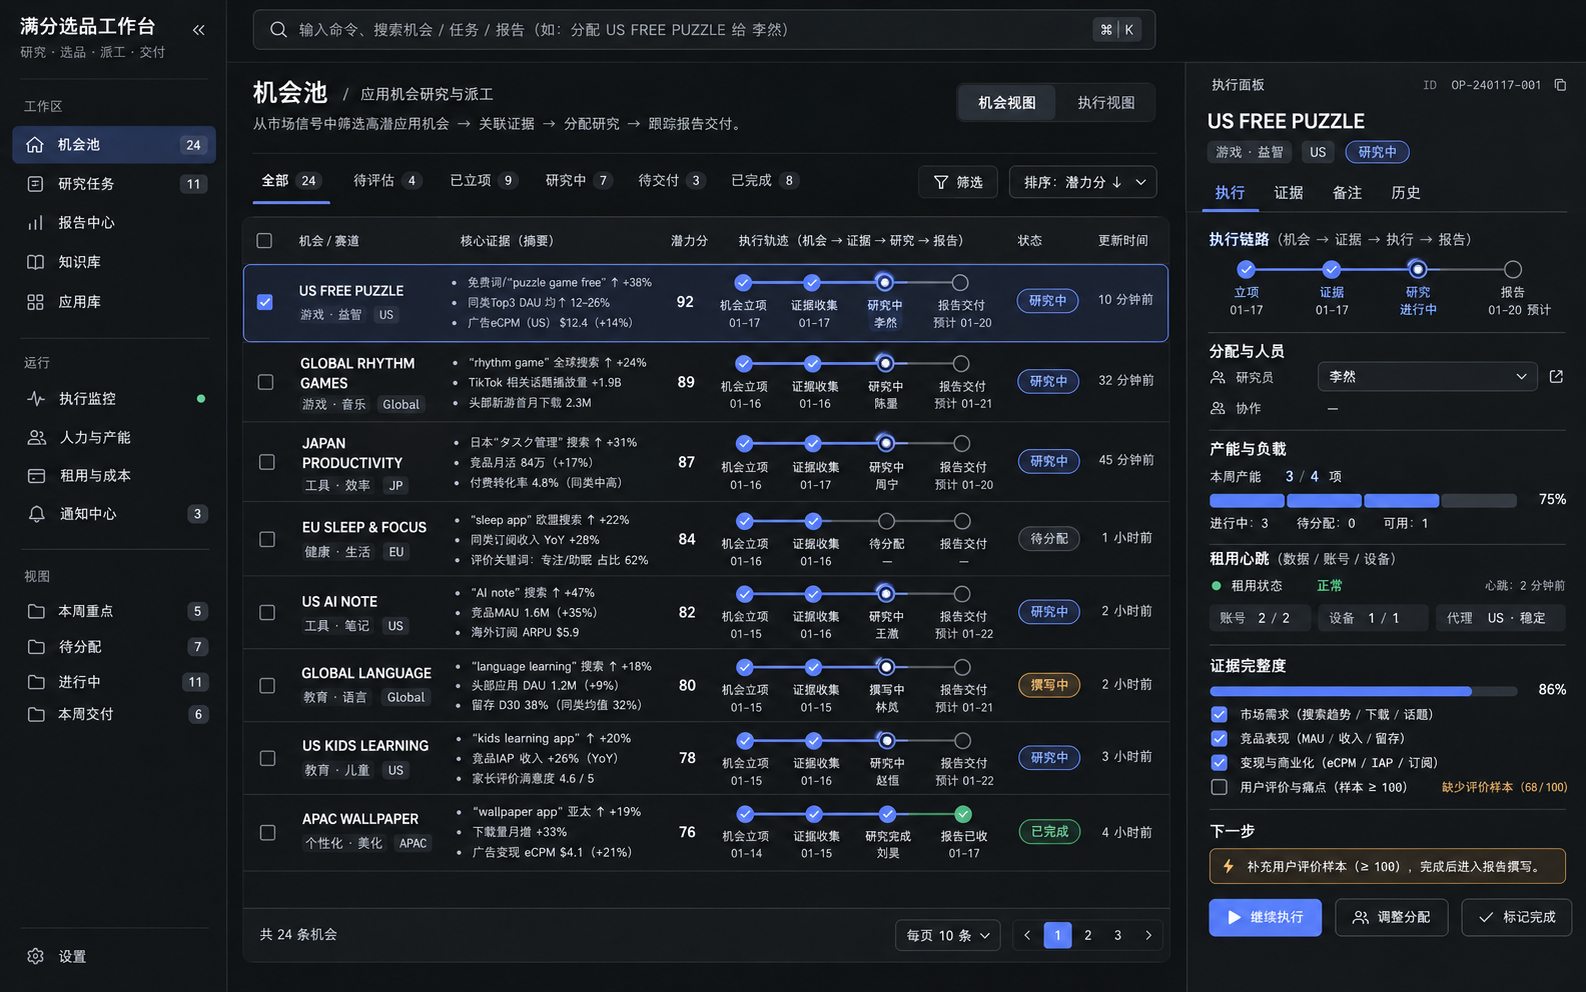 满分选品工作台
研究 · 选品 · 派工 · 交付
工作区
机会池 24
研究任务 11
报告中心
知识库
应用库
运行
执行监控
人力与产能
租用与成本
通知中心 3
视图
本周重点 5
待分配 7
进行中 11
本周交付 6
设置
输入命令、搜索机会 / 任务 / 报告（如：分配 US FREE PUZZLE 给 李然） ⌘ K
机会池 / 应用机会研究与派工
从市场信号中筛选高潜应用机会 → 关联证据 → 分配研究 → 跟踪报告交付。
机会视图 执行视图
全部 24 待评估 4 已立项 9 研究中 7 待交付 3 已完成 8
筛选 排序：潜力分 ↓
机会 / 赛道 核心证据（摘要） 潜力分 执行轨迹（机会 → 证据 → 研究 → 报告） 状态 更新时间
US FREE PUZZLE
游戏 · 益智 US
• 免费词/“puzzle game free” ↑ +38%
• 同类Top3 DAU 均↑ 12–26%
• 广告eCPM（US）$12.4（+14%）
92
机会立项 证据收集 研究中 报告交付
01-17 01-17 李然 预计 01-20
研究中 10 分钟前
GLOBAL RHYTHM
GAMES
游戏 · 音乐 Global
• “rhythm game” 全球搜索 ↑ +24%
• TikTok 相关话题播放量 +1.9B
• 头部新游首月下载 2.3M
89
机会立项 证据收集 研究中 报告交付
01-16 01-16 陈 预计 01-21
研究中 32 分钟前
JAPAN
PRODUCTIVITY
工具 · 效率 JP
• 日本“タスク管理” 搜索 ↑ +31%
• 竞品月活 84万（+17%）
• 付费转化率 4.8%（同类中高）
87
机会立项 证据收集 研究中 报告交付
01-16 01-17 周宁 预计 01-20
研究中 45 分钟前
EU SLEEP & FOCUS
健康 · 生活 EU
• “sleep app” 欧盟搜索 ↑ +22%
• 同类订阅收入 YoY +28%
• 评价关键词：专注/助眠 占比 62%
84
机会立项 证据收集 待分配 报告交付
01-16 01-16 — —
待分配 1 小时前
US AI NOTE
工具 · 笔记 US
• “AI note” 搜索 ↑ +47%
• 竞品MAU 1.6M（+35%）
• 海外订阅 ARPU $5.9
82
机会立项 证据收集 研究中 报告交付
01-15 01-16 王 预计 01-22
研究中 2 小时前
GLOBAL LANGUAGE
教育 · 语言 Global
• “language learning” 搜索 ↑ +18%
• 头部应用 DAU 1.2M（+9%）
• 留存 D30 38%（同类均值 32%）
80
机会立项 证据收集 撰写中 报告交付
01-15 01-15 林 预计 01-21
撰写中 2 小时前
US KIDS LEARNING
教育 · 儿童 US
• “kids learning app” ↑ +20%
• 竞品IAP 收入 +26%（YoY）
• 家长评价满意度 4.6 / 5
78
机会立项 证据收集 研究中 报告交付
01-15 01-16 赵恒 预计 01-22
研究中 3 小时前
APAC WALLPAPER
个性化 · 美化 APAC
• “wallpaper app” 亚太 ↑ +19%
• 下载量月增 +33%
• 广告变现 eCPM $4.1（+21%）
76
机会立项 证据收集 研究完成 报告已收
01-14 01-15 刘昊 01-17
已完成 4 小时前
共 24 条机会 每页 10 条 1 2 3
执行面板 ID OP-240117-001
US FREE PUZZLE
游戏 · 益智 US 研究中
执行 证据 备注 历史
执行链路（机会 → 证据 → 执行 → 报告）
立项 证据 研究 报告
01-17 01-17 进行中 01-20 预计
分配与人员
研究员 李然
协作 —
产能与负载
本周产能 3 / 4 项
75%
进行中：3 待分配：0 可用：1
租用心跳（数据 / 账号 / 设备）
租用状态 正常 心跳：2 分钟前
账号 2 / 2 设备 1 / 1 代理 US · 稳定
证据完整度
86%
市场需求（搜索趋势 / 下载 / 话题）
竞品表现（MAU / 收入 / 留存）
变现与商业化（eCPM / IAP / 订阅）
用户评价与痛点（样本 ≥ 100） 缺少评价样本（68/100）
下一步
补充用户评价样本（≥ 100），完成后进入报告撰写。
继续执行 调整分配 标记完成